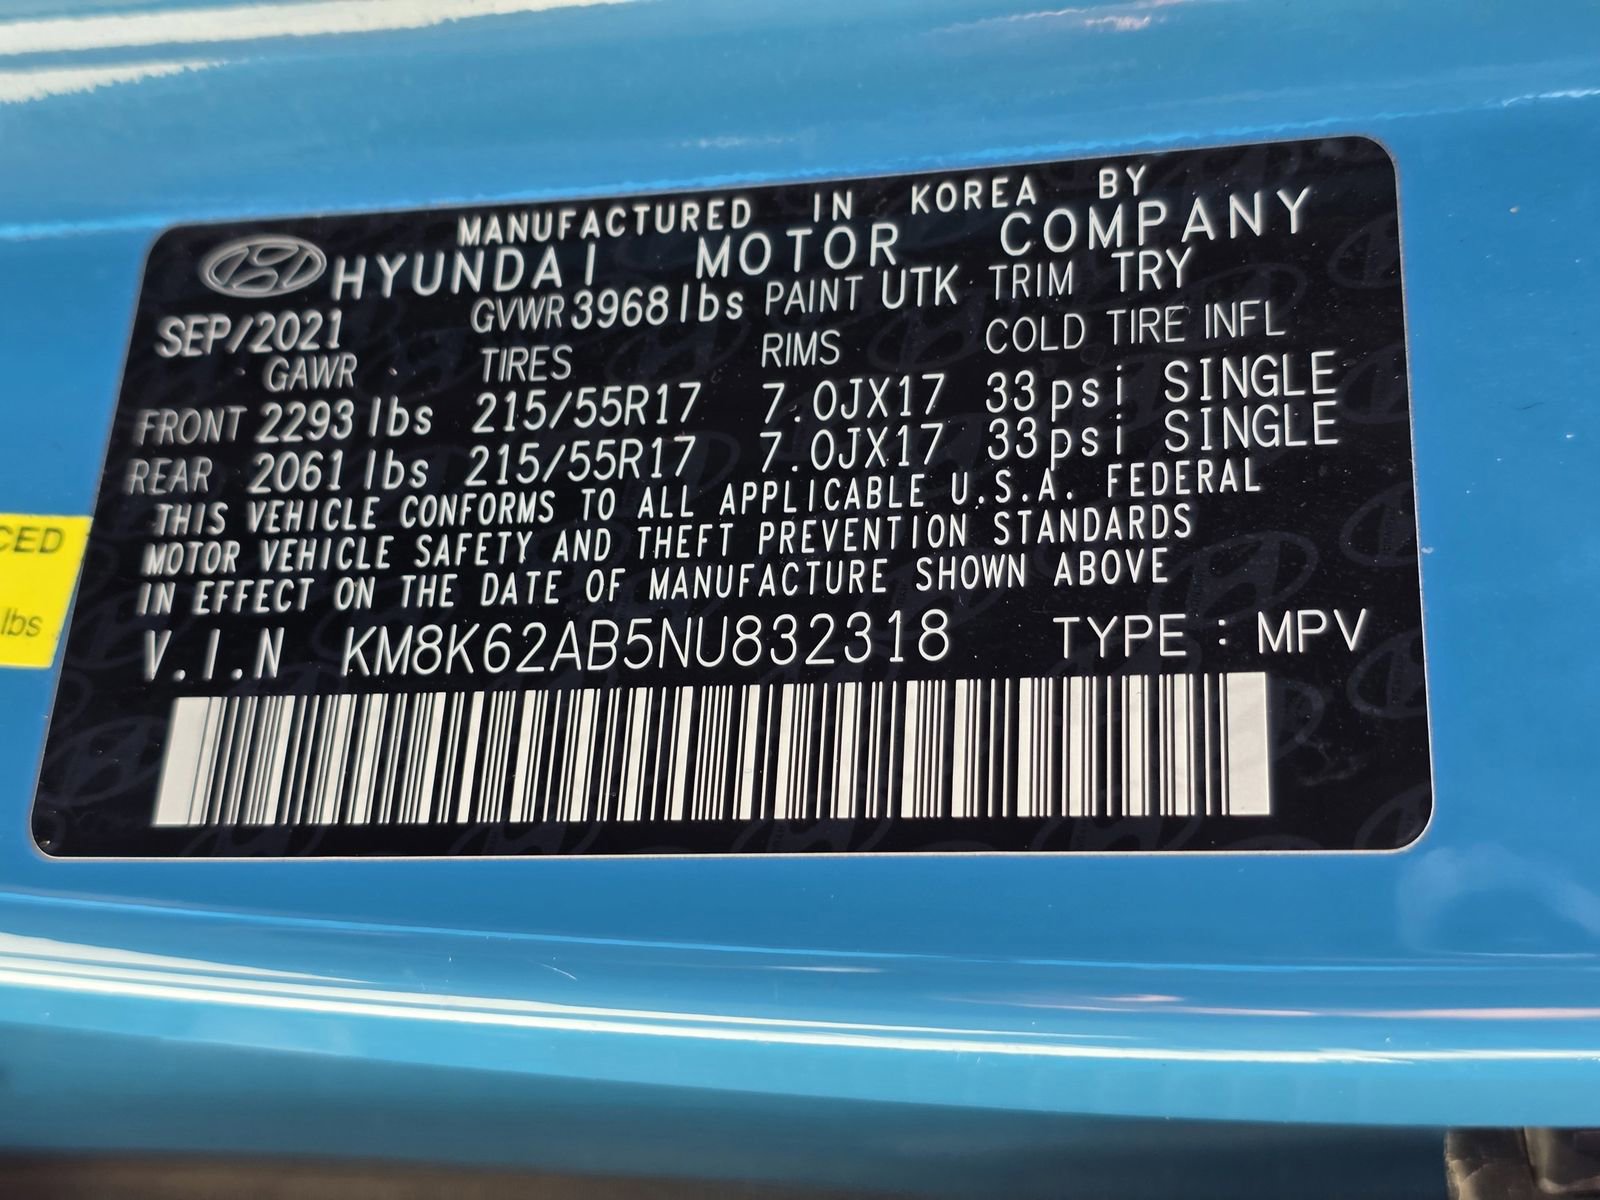 MANUFACTURED IN KOREA BY
HYUNDAI MOTOR COMPANY
SEP/2021 GVWR 3968lbs PAINT UTK TRIM TRY
GAWR TIRES RIMS COLD TIRE INFL
FRONT 2293 lbs 215/55R17 7.0JX17 33psi SINGLE
REAR 2061 lbs 215/55R17 7.0JX17 33psi SINGLE
THIS VEHICLE CONFORMS TO ALL APPLICABLE U.S.A. FEDERAL
MOTOR VEHICLE SAFETY AND THEFT PREVENTION STANDARDS
IN EFFECT ON THE DATE OF MANUFACTURE SHOWN ABOVE
V.I.N KM8K62AB5NU832318 TYPE : MPV
CED
lbs